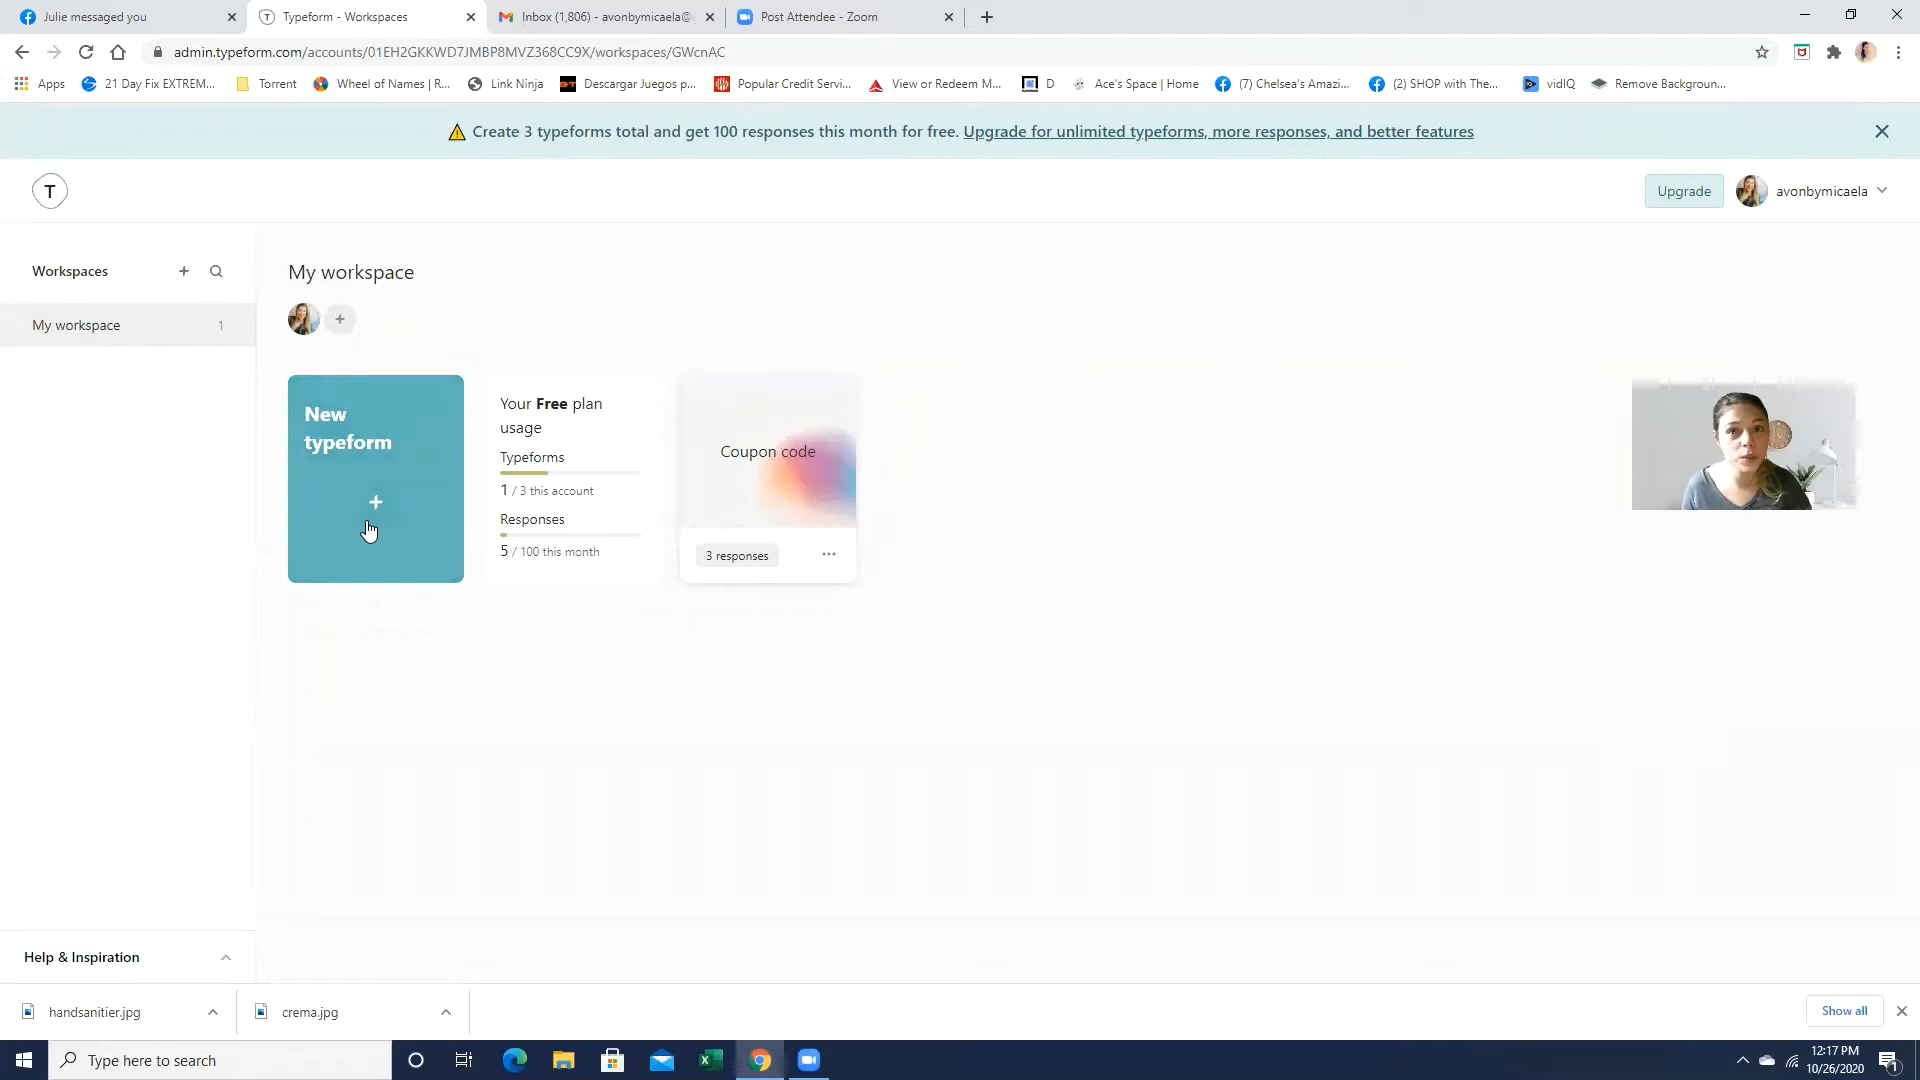 Julie messaged you
Typeform - Workspaces
Inbox (1,806) - avonbymicaela@
Post Attendee - Zoom
admin.typeform.com/accounts/01EH2GKKWD7JMBP8MVZ368CC9X/workspaces/GWcnAC
Apps
21 Day Fix EXTREM...
Torrent
Wheel of Names | R...
Link Ninja
Descargar Juegos p...
Popular Credit Servi...
View or Redeem M...
D
Ace's Space | Home
(7) Chelsea's Amazi...
(2) SHOP with The...
vidIQ
Remove Backgroun...
Create 3 typeforms total and get 100 responses this month for free. Upgrade for unlimited typeforms, more responses, and better features
T
Upgrade
avonbymicaela
Workspaces
My workspace 1
My workspace
New
typeform
Your Free plan
usage
Typeforms
1 / 3 this account
Responses
5 / 100 this month
Coupon code
3 responses
Help & Inspiration
handsanitier.jpg
crema.jpg
Show all
Type here to search
12:17 PM
10/26/2020
1